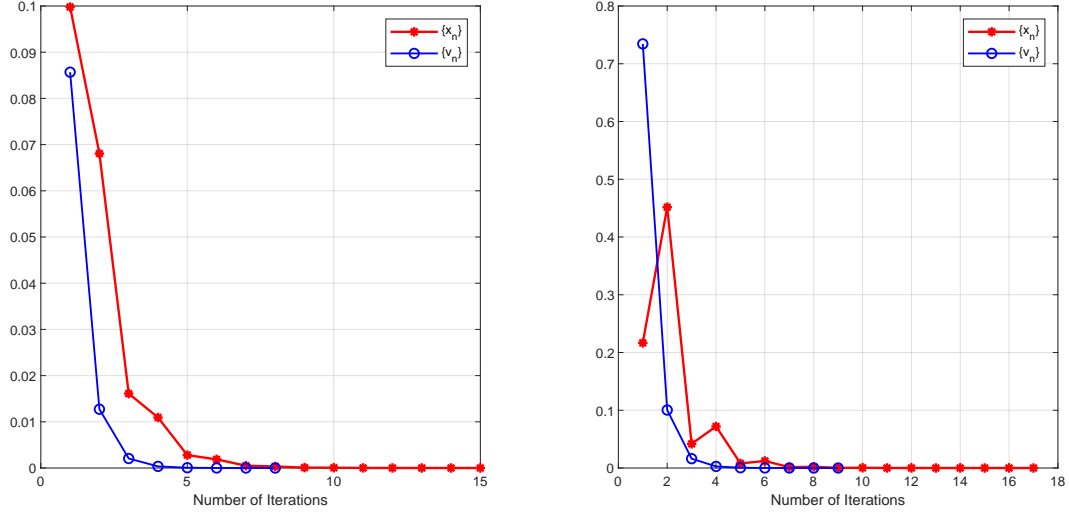 0.1
0.09
0.08
0.07
0.06
0.05
0.04
0.03
0.02
0.01
0
0 5 10 15
Number of Iterations
{x_n}
{v_n}
0.8
0.7
0.6
0.5
0.4
0.3
0.2
0.1
0
0 2 4 6 8 10 12 14 16 18
Number of Iterations
{x_n}
{v_n}